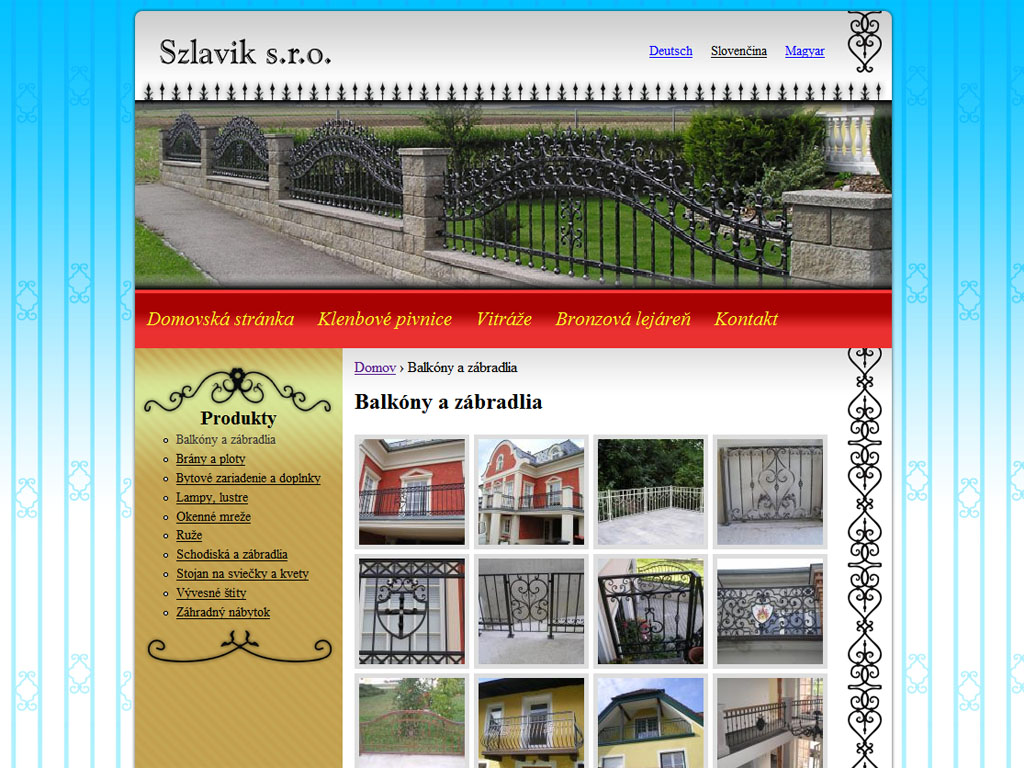 Szlavik s.r.o.
Deutsch Slovenčina Magyar
Domovská stránka Klenbové pivnice Vitráže Bronzová lejáreň Kontakt
Domov › Balkóny a zábradlia
Balkóny a zábradlia
Produkty
Balkóny a zábradlia
Brány a ploty
Bytové zariadenie a doplnky
Lampy, lustre
Okenné mreže
Ruže
Schodiská a zábradlia
Stojan na sviečky a kvety
Vývesné štíty
Záhradný nábytok